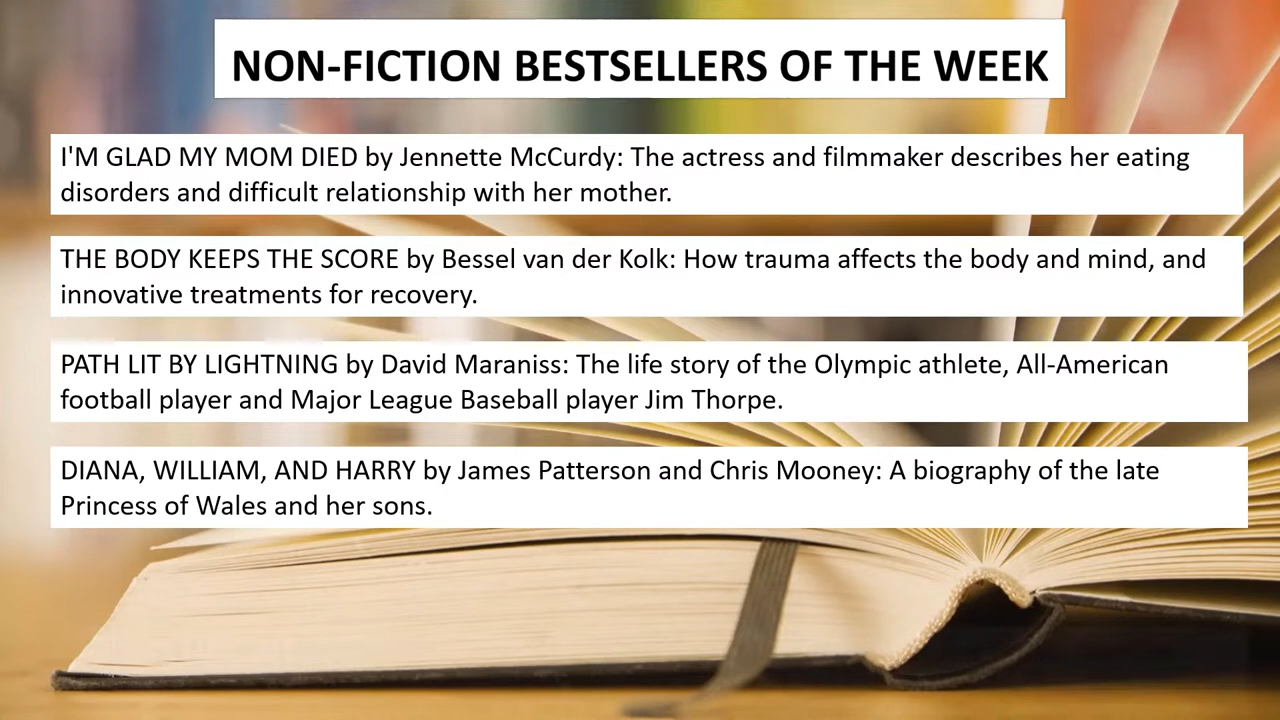 NON-FICTION BESTSELLERS OF THE WEEK
I'M GLAD MY MOM DIED by Jennette McCurdy: The actress and filmmaker describes her eating
disorders and difficult relationship with her mother.
THE BODY KEEPS THE SCORE by Bessel van der Kolk: How trauma affects the body and mind, and
innovative treatments for recovery.
PATH LIT BY LIGHTNING by David Maraniss: The life story of the Olympic athlete, All-American
football player and Major League Baseball player Jim Thorpe.
DIANA, WILLIAM, AND HARRY by James Patterson and Chris Mooney: A biography of the late
Princess of Wales and her sons.